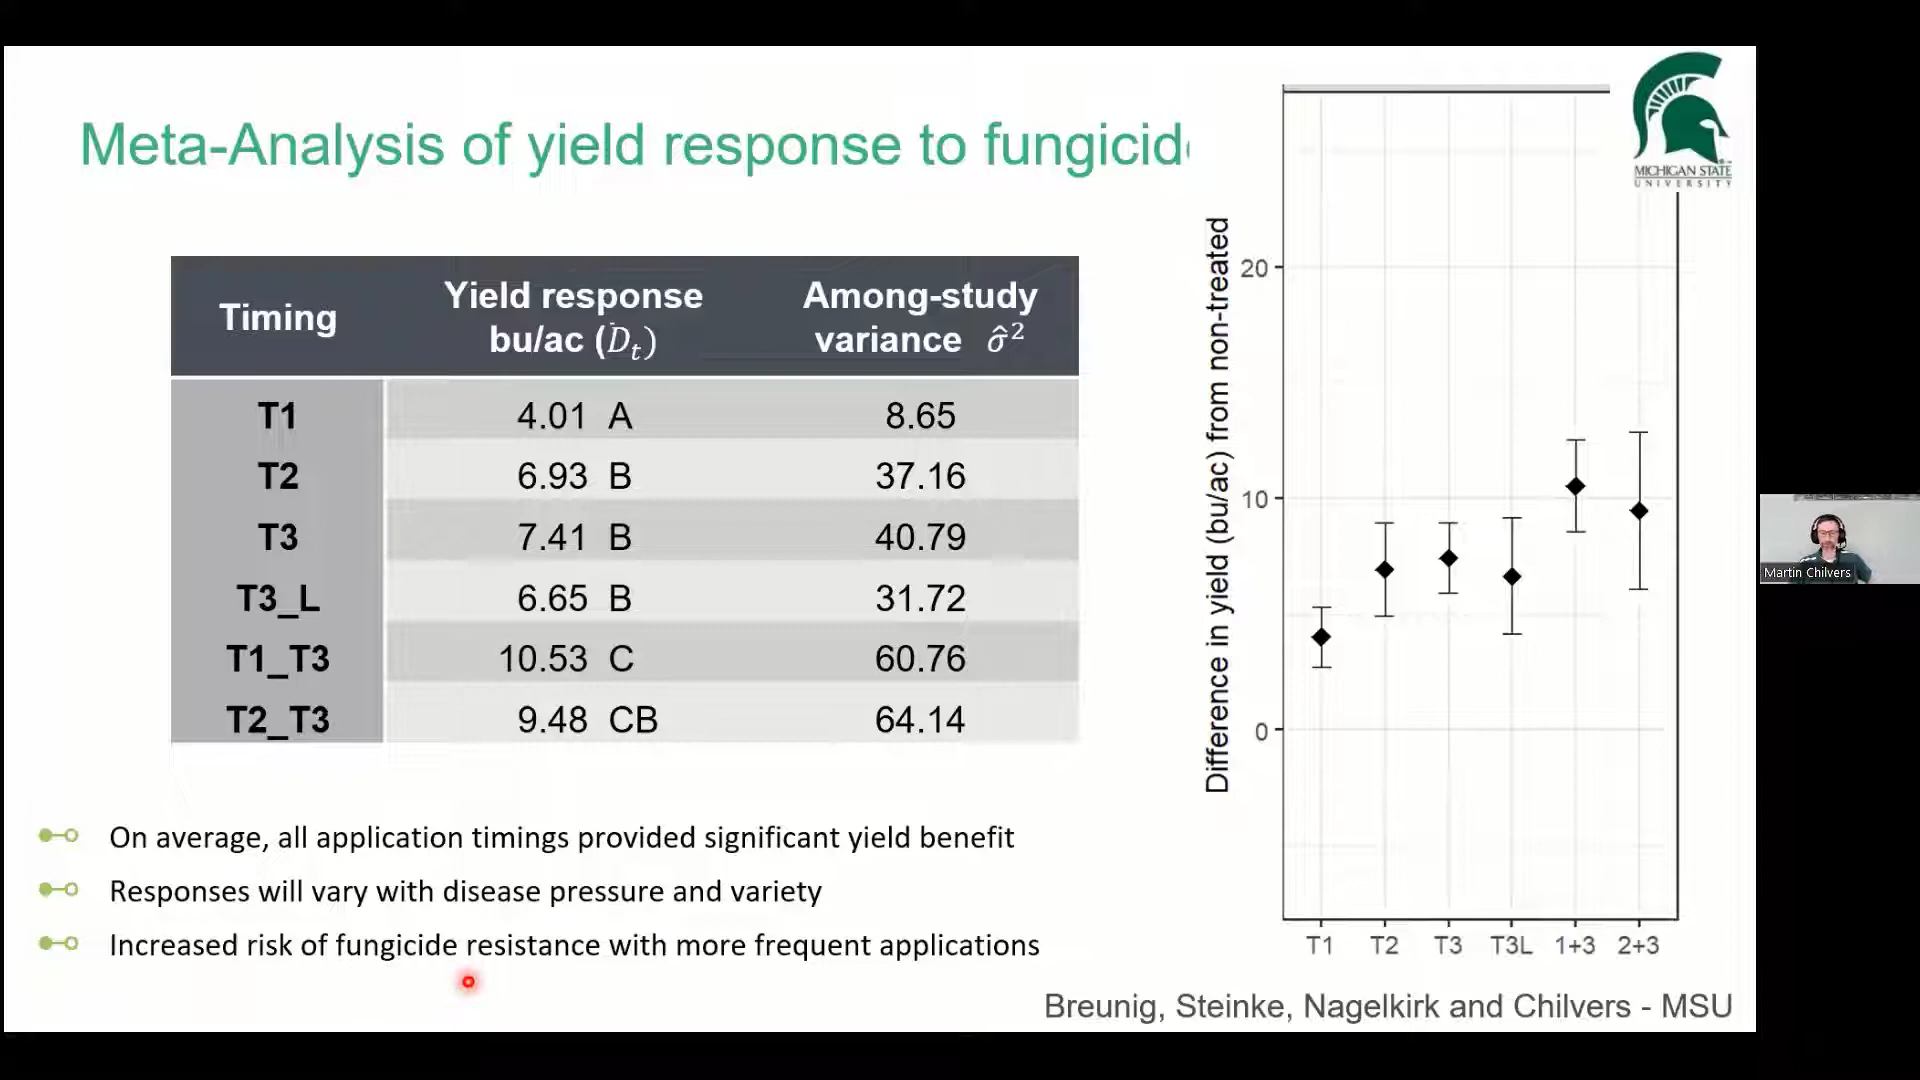 Meta-Analysis of yield response to fungicid
MICHIGAN STATE
UNIVERSITY
Timing
Yield response
bu/ac (D̄ₜ)
Among-study
variance σ̂²
T1 4.01 A 8.65
T2 6.93 B 37.16
T3 7.41 B 40.79
T3_L 6.65 B 31.72
T1_T3 10.53 C 60.76
T2_T3 9.48 CB 64.14
On average, all application timings provided significant yield benefit
Responses will vary with disease pressure and variety
Increased risk of fungicide resistance with more frequent applications
Difference in yield (bu/ac) from non-treated
20
10
0
T1 T2 T3 T3L 1+3 2+3
Breunig, Steinke, Nagelkirk and Chilvers - MSU
Martin Chilvers